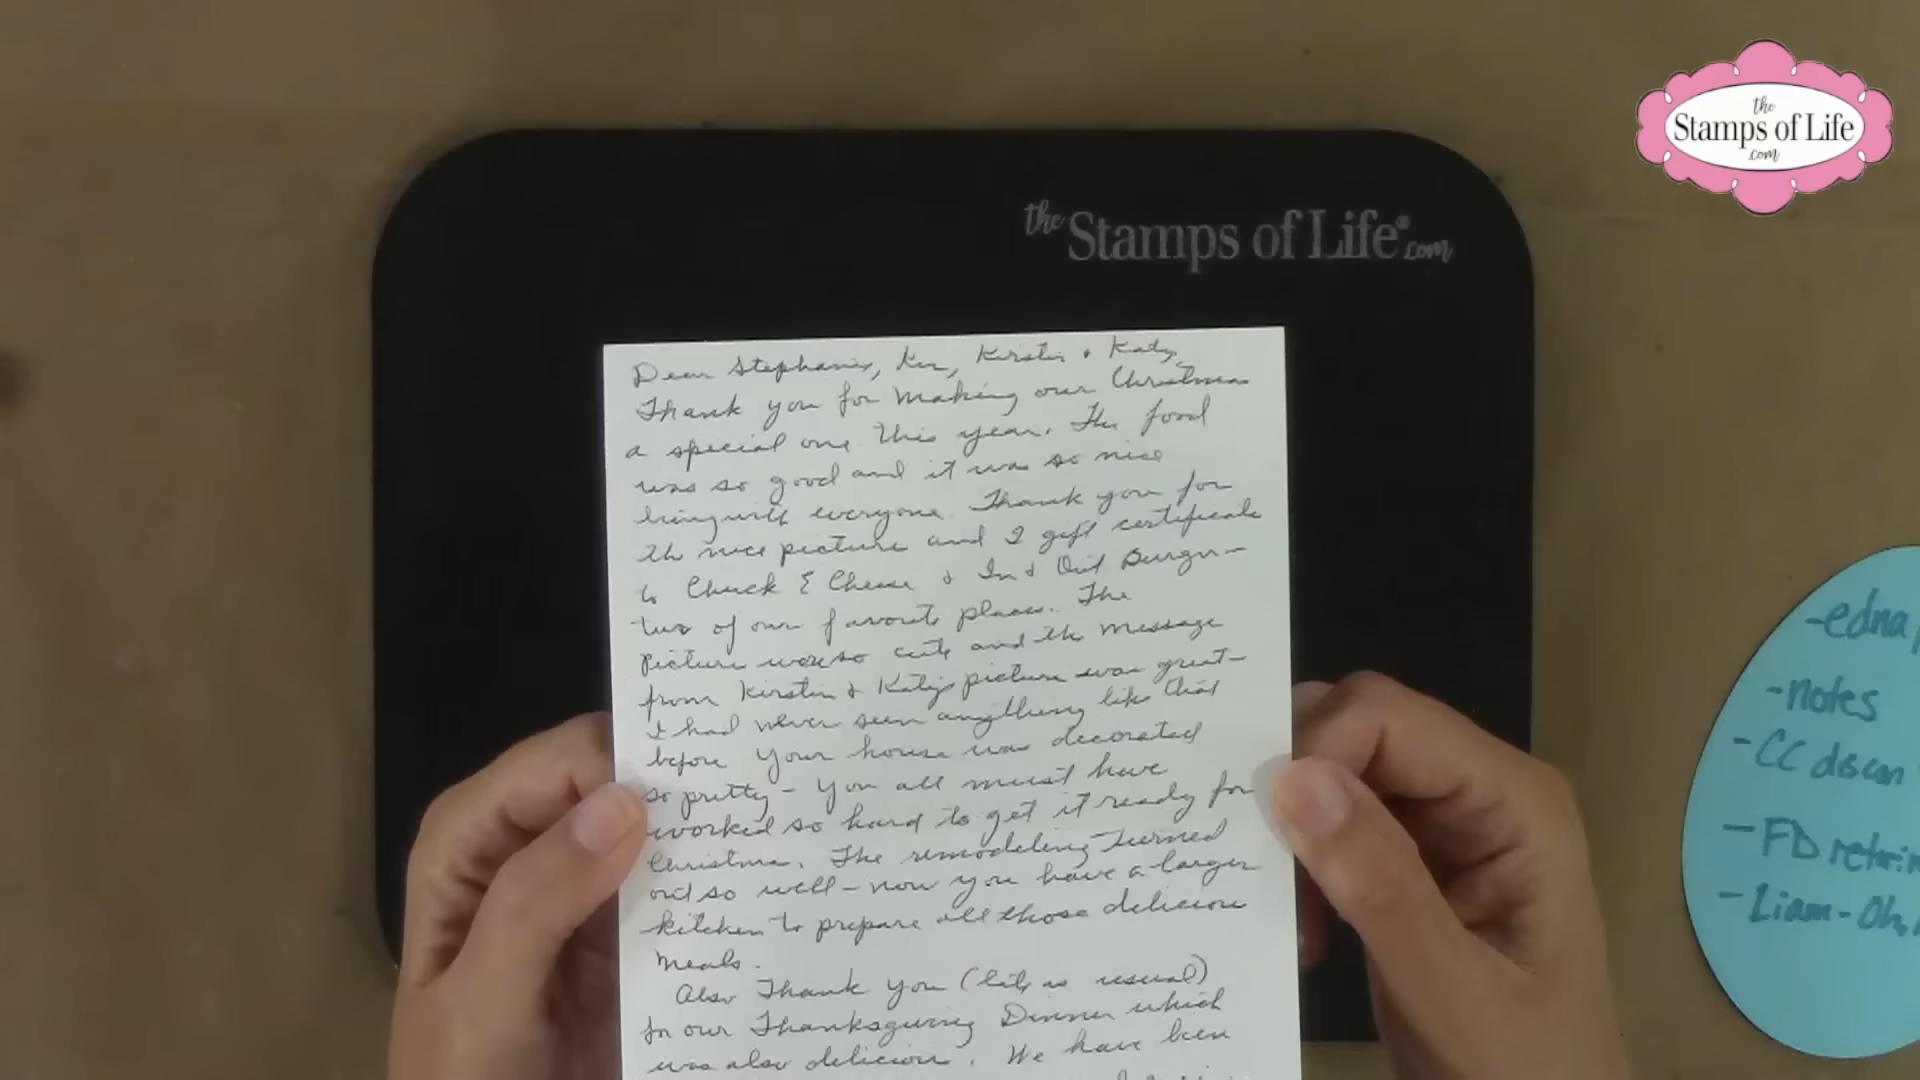 the
Stamps of Life
.com
the Stamps of Life® .com
Dear Stephanie, Ken, Kirstin & Katy,
Thank you for making our Christmas
a special one this year. The food
was so good and it was so nice
being with everyone. Thank you for
the nice picture and 2 gift certificate
to Chuck E Cheese & In & Out Burger -
two of our favorite places. The
picture were so cute and the message
from Kirstin & Katy's picture was great -
I had never seen anything like that
before Your house was decorated
so pretty - You all must have
worked so hard to get it ready for
Christmas. The remodeling turned
out so well - now you have a larger
kitchen to prepare all those delicious
meals.
Also Thank you (late as usual)
for our Thanksgiving Dinner which
was also delicious. We have been
- edna
- notes
- CC discon
- FD retirin
- Liam - Oh,